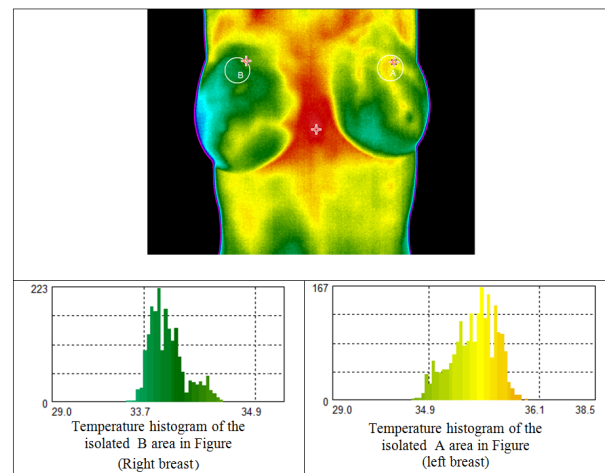 B
A
223
0
29.0 33.7 34.9
Temperature histogram of the
isolated B area in Figure
(Right breast)
167
0
29.0 34.9 36.1 38.5
Temperature histogram of the
isolated A area in Figure
(left breast)